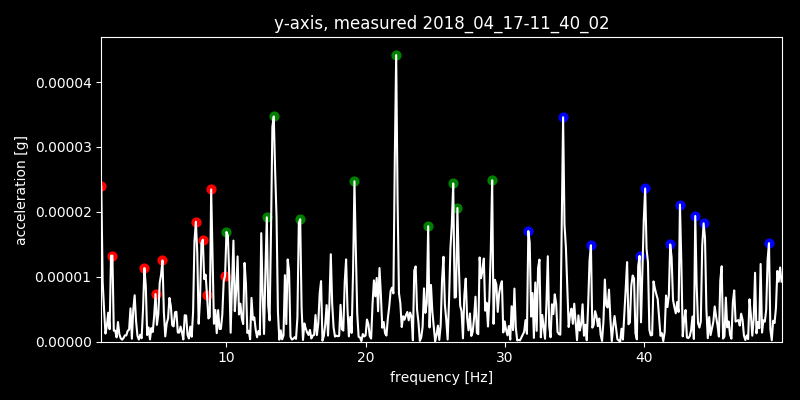 y-axis, measured 2018_04_17-11_40_02
0.00004
0.00003
0.00002
0.00001
0.00000
acceleration [g]
10 20 30 40
frequency [Hz]